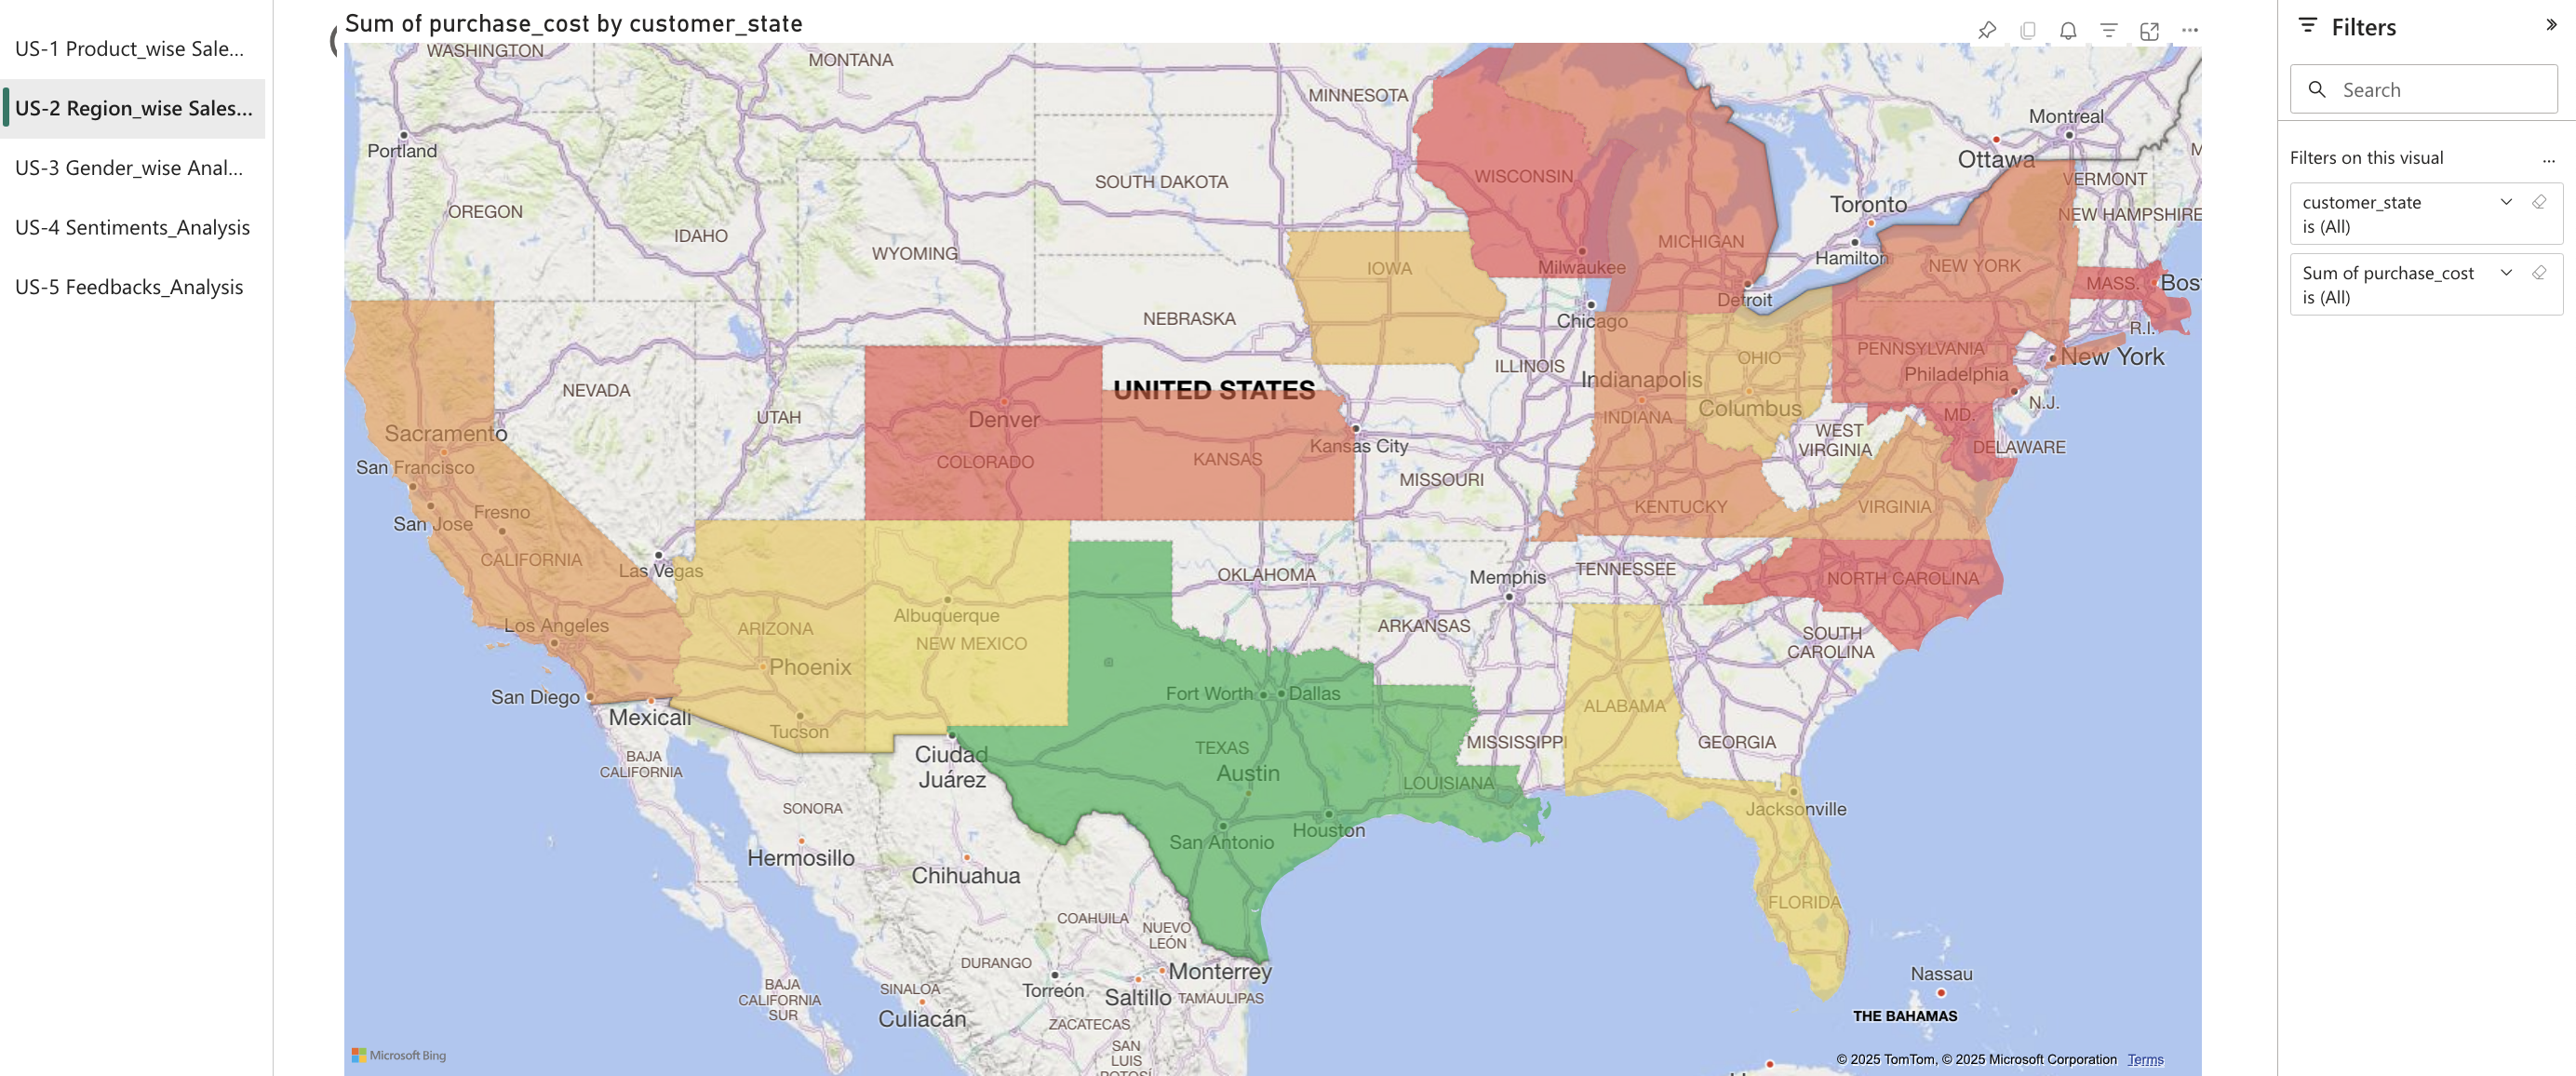 US-1 Product_wise Sale...
US-2 Region_wise Sales...
US-3 Gender_wise Anal...
US-4 Sentiments_Analysis
US-5 Feedbacks_Analysis
Sum of purchase_cost by customer_state
WASHINGTON
MONTANA
MINNESOTA
Montreal
Portland
Ottawa
VERMONT
SOUTH DAKOTA
WISCONSIN
OREGON
Toronto
NEW HAMPSHIRE
IDAHO
WYOMING
MICHIGAN
Hamilton
IOWA
Milwaukee
NEW YORK
MASS.
Detroit
NEBRASKA
Chicago
R.I.
NEVADA
UTAH
UNITED STATES
ILLINOIS
OHIO
PENNSYLVANIA
New York
Indianapolis
Philadelphia
Denver
INDIANA
Columbus
MD.
N.J.
Sacramento
WEST
VIRGINIA
Kansas City
DELAWARE
San Francisco
COLORADO
KANSAS
MISSOURI
Fresno
San Jose
KENTUCKY
VIRGINIA
CALIFORNIA
Las Vegas
OKLAHOMA
Memphis
TENNESSEE
NORTH CAROLINA
Los Angeles
ARIZONA
Albuquerque
NEW MEXICO
ARKANSAS
SOUTH
CAROLINA
Phoenix
San Diego
Fort Worth
Dallas
Mexicali
Tucson
ALABAMA
BAJA
CALIFORNIA
Ciudad
Juárez
TEXAS
Austin
MISSISSIPPI
GEORGIA
LOUISIANA
SONORA
Jacksonville
Hermosillo
San Antonio
Houston
Chihuahua
COAHUILA
FLORIDA
NUEVO
LEÓN
DURANGO
Monterrey
BAJA
CALIFORNIA
SUR
SINALOA
Torreón
Saltillo
TAMAULIPAS
Nassau
Culiacán
ZACATECAS
THE BAHAMAS
SAN
LUIS
POTOSÍ
Microsoft Bing
© 2025 TomTom, © 2025 Microsoft Corporation Terms
Filters
Search
Filters on this visual
...
customer_state
is (All)
Sum of purchase_cost
is (All)